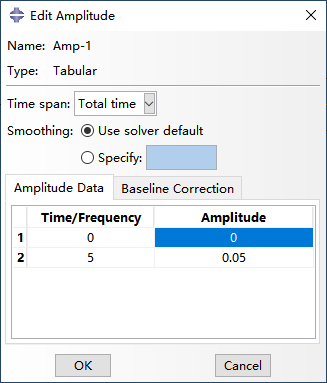 Edit Amplitude
Name: Amp-1
Type: Tabular
Time span: Total time
Smoothing: Use solver default
Specify:
Amplitude Data Baseline Correction
Time/Frequency Amplitude
1 0 0
2 5 0.05
OK Cancel